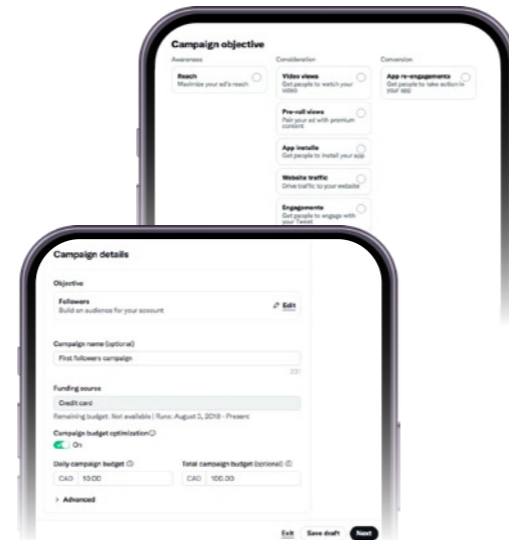 Campaign objective
Awareness
Consideration
Conversion
Reach
Maximize your ad's reach
Video views
Get people to watch your
video
App re-engagements
Get people to take action in
your app
Pre-roll views
Pair your ad with premium
content
App installs
Get people to install your app
Website traffic
Drive traffic to your website
Engagements
Get people to engage with
your Tweet
Campaign details
Objective
Followers
Build an audience for your account
Edit
Campaign name (optional)
First followers campaign
Funding source
Credit card
Remaining budget: Not available | Runs: August 3, 2018 - Present
Campaign budget optimization
On
Daily campaign budget
Total campaign budget (optional)
CAD 10.00
CAD 100.00
> Advanced
Exit Save draft Next